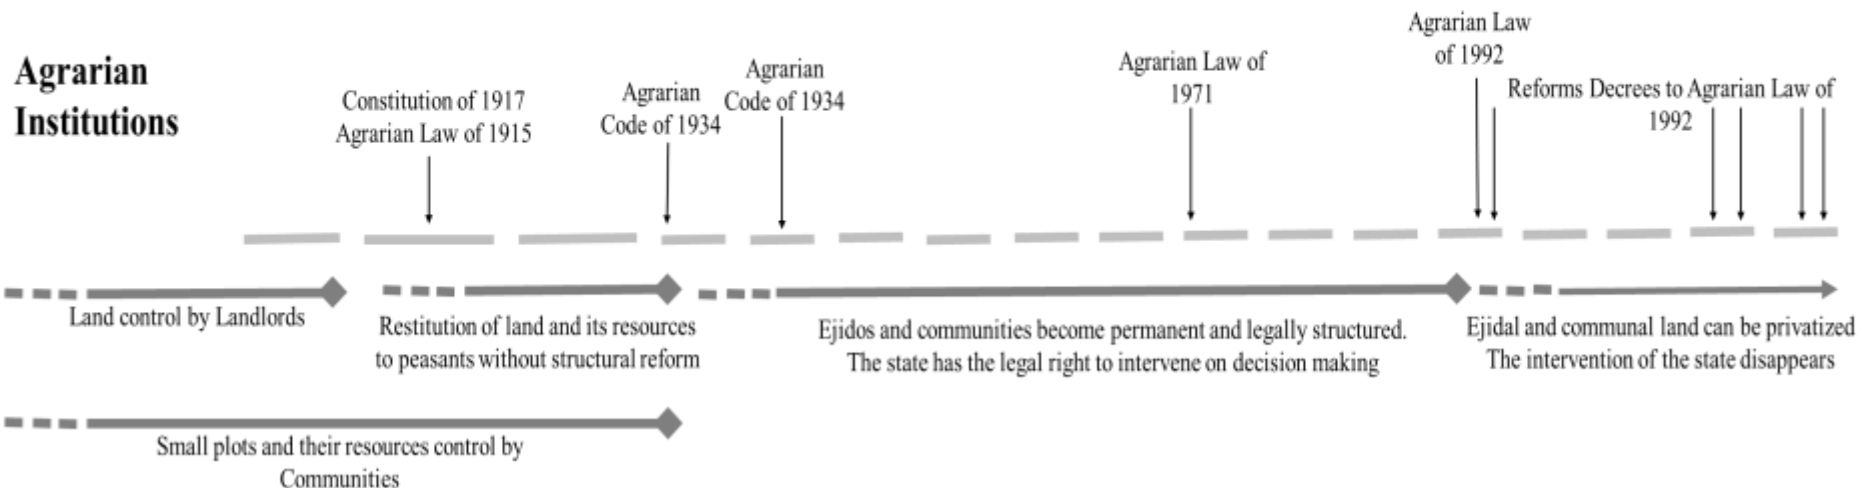 Agrarian
Institutions
Constitution of 1917
Agrarian Law of 1915
Agrarian
Code of 1934
Agrarian
Code of 1934
Agrarian Law of
1971
Agrarian Law
of 1992
Reforms Decrees to Agrarian Law of
1992
Land control by Landlords
Restitution of land and its resources
to peasants without structural reform
Ejidos and communities become permanent and legally structured.
The state has the legal right to intervene on decision making
Ejidal and communal land can be privatized
The intervention of the state disappears
Small plots and their resources control by
Communities